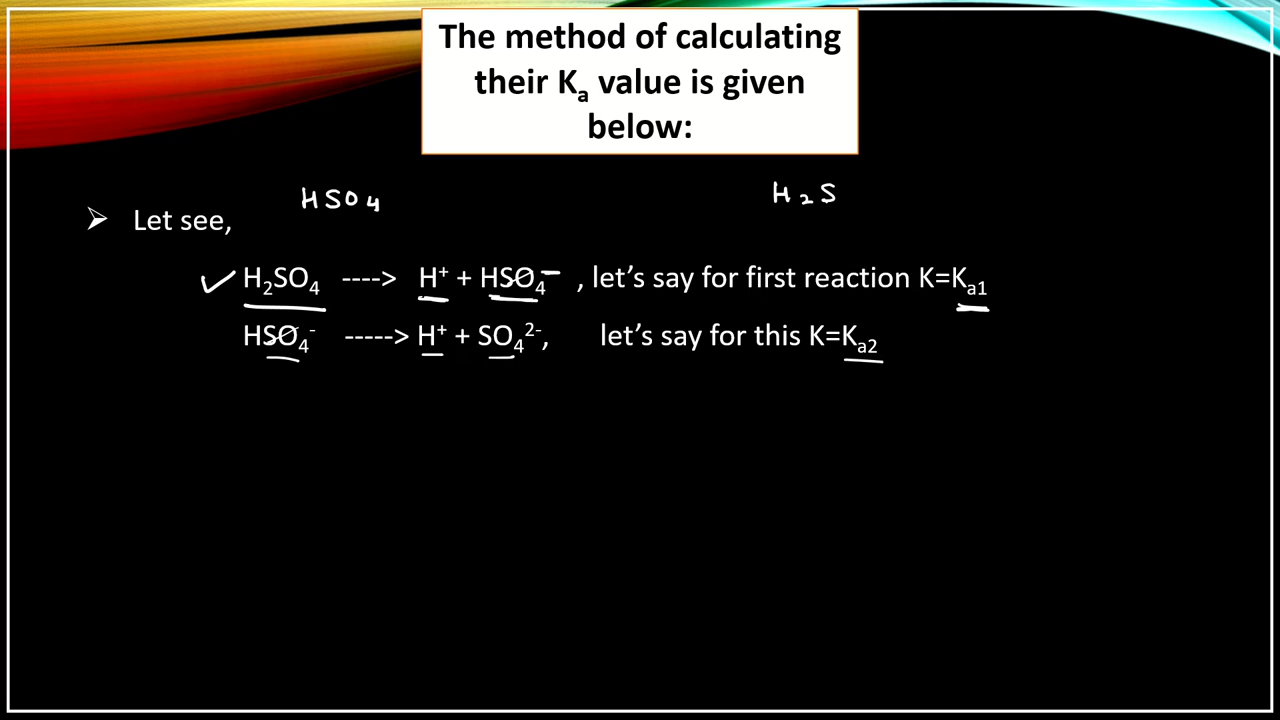 The method of calculating
their Kₐ value is given
below:
HSO₄
H₂S
➢ Let see,
✓ H₂SO₄ ----> H⁺ + HSO₄⁻ , let’s say for first reaction K=Kₐ₁
HSO₄⁻ -----> H⁺ + SO₄²⁻, let’s say for this K=Kₐ₂